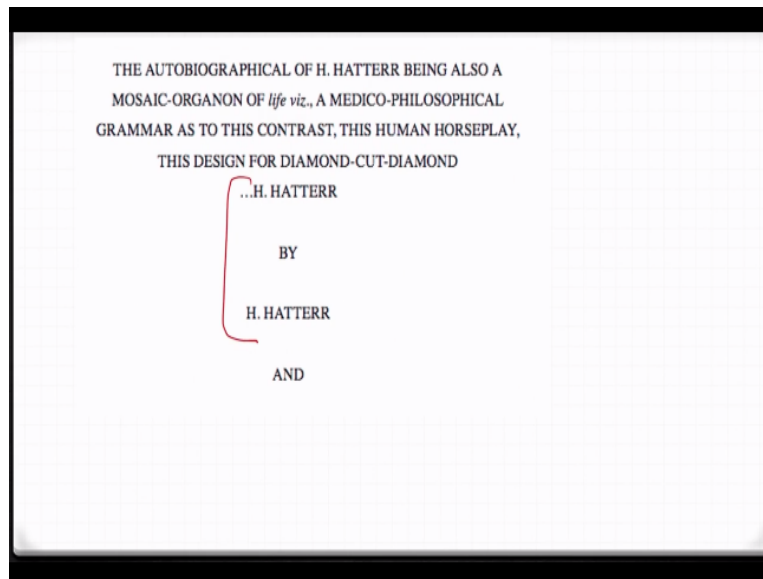 THE AUTOBIOGRAPHICAL OF H. HATTERR BEING ALSO A
MOSAIC-ORGANON OF life viz., A MEDICO-PHILOSOPHICAL
GRAMMAR AS TO THIS CONTRAST, THIS HUMAN HORSEPLAY,
THIS DESIGN FOR DIAMOND-CUT-DIAMOND
...H. HATTERR
BY
H. HATTERR
AND